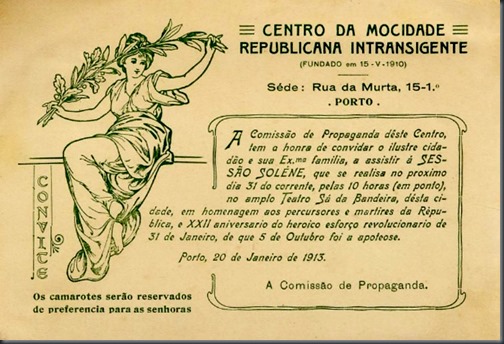 CENTRO DA MOCIDADE
REPUBLICANA INTRANSIGENTE
(FUNDADO em 15-V-1910)
Séde: Rua da Murta, 15-1.º
. PORTO .
A Comissão de Propaganda dêste Centro,
tem a honra de convidar o ilustre cida-
dão e sua Ex.ma familia, a assistir á SES-
SÃO SOLÉNE, que se realisa no proximo
dia 31 do corrente, pelas 10 horas (em ponto),
no amplo Teatro Sá da Bandeira, désta ci-
dade, em homenagem aos percursores e martires da Rèpu-
blica, e XXII aniversario do heroico esforço revolucionario de
31 de Janeiro, de que 5 de Outubro foi a apoteose.
Porto, 20 de Janeiro de 1913.
A Comissão de Propaganda.
CONVITE
Os camarotes serão reservados
de preferencia para as senhoras